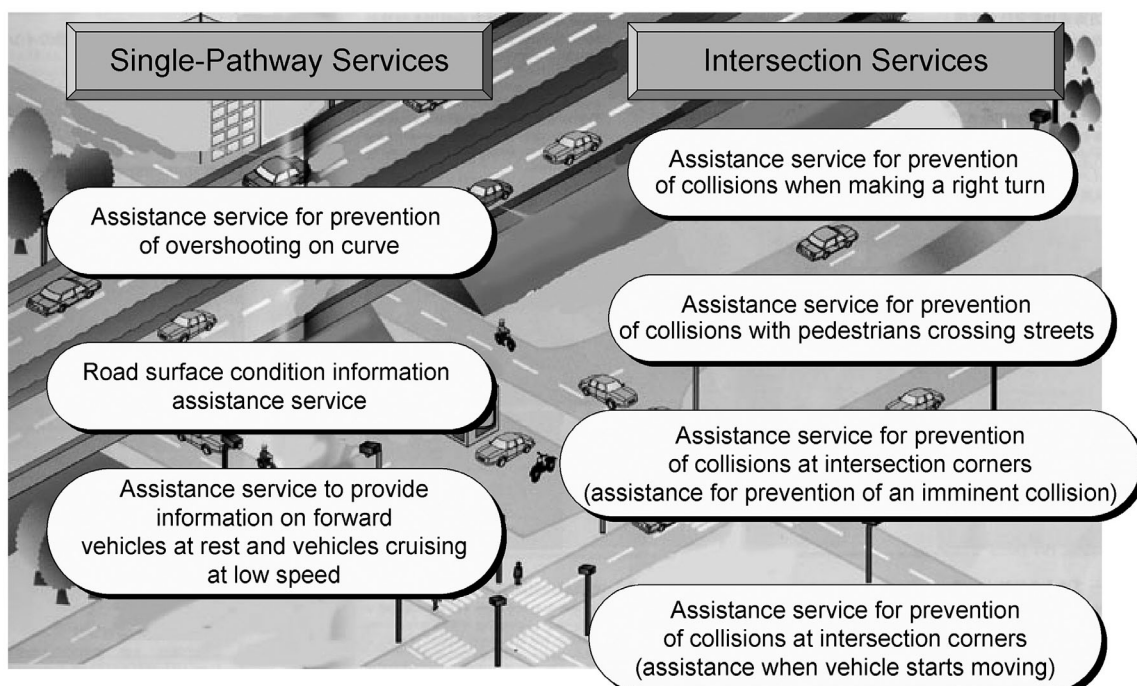 Single-Pathway Services
Assistance service for prevention
of overshooting on curve
Road surface condition information
assistance service
Assistance service to provide
information on forward
vehicles at rest and vehicles cruising
at low speed
Intersection Services
Assistance service for prevention
of collisions when making a right turn
Assistance service for prevention
of collisions with pedestrians crossing streets
Assistance service for prevention
of collisions at intersection corners
(assistance for prevention of an imminent collision)
Assistance service for prevention
of collisions at intersection corners
(assistance when vehicle starts moving)